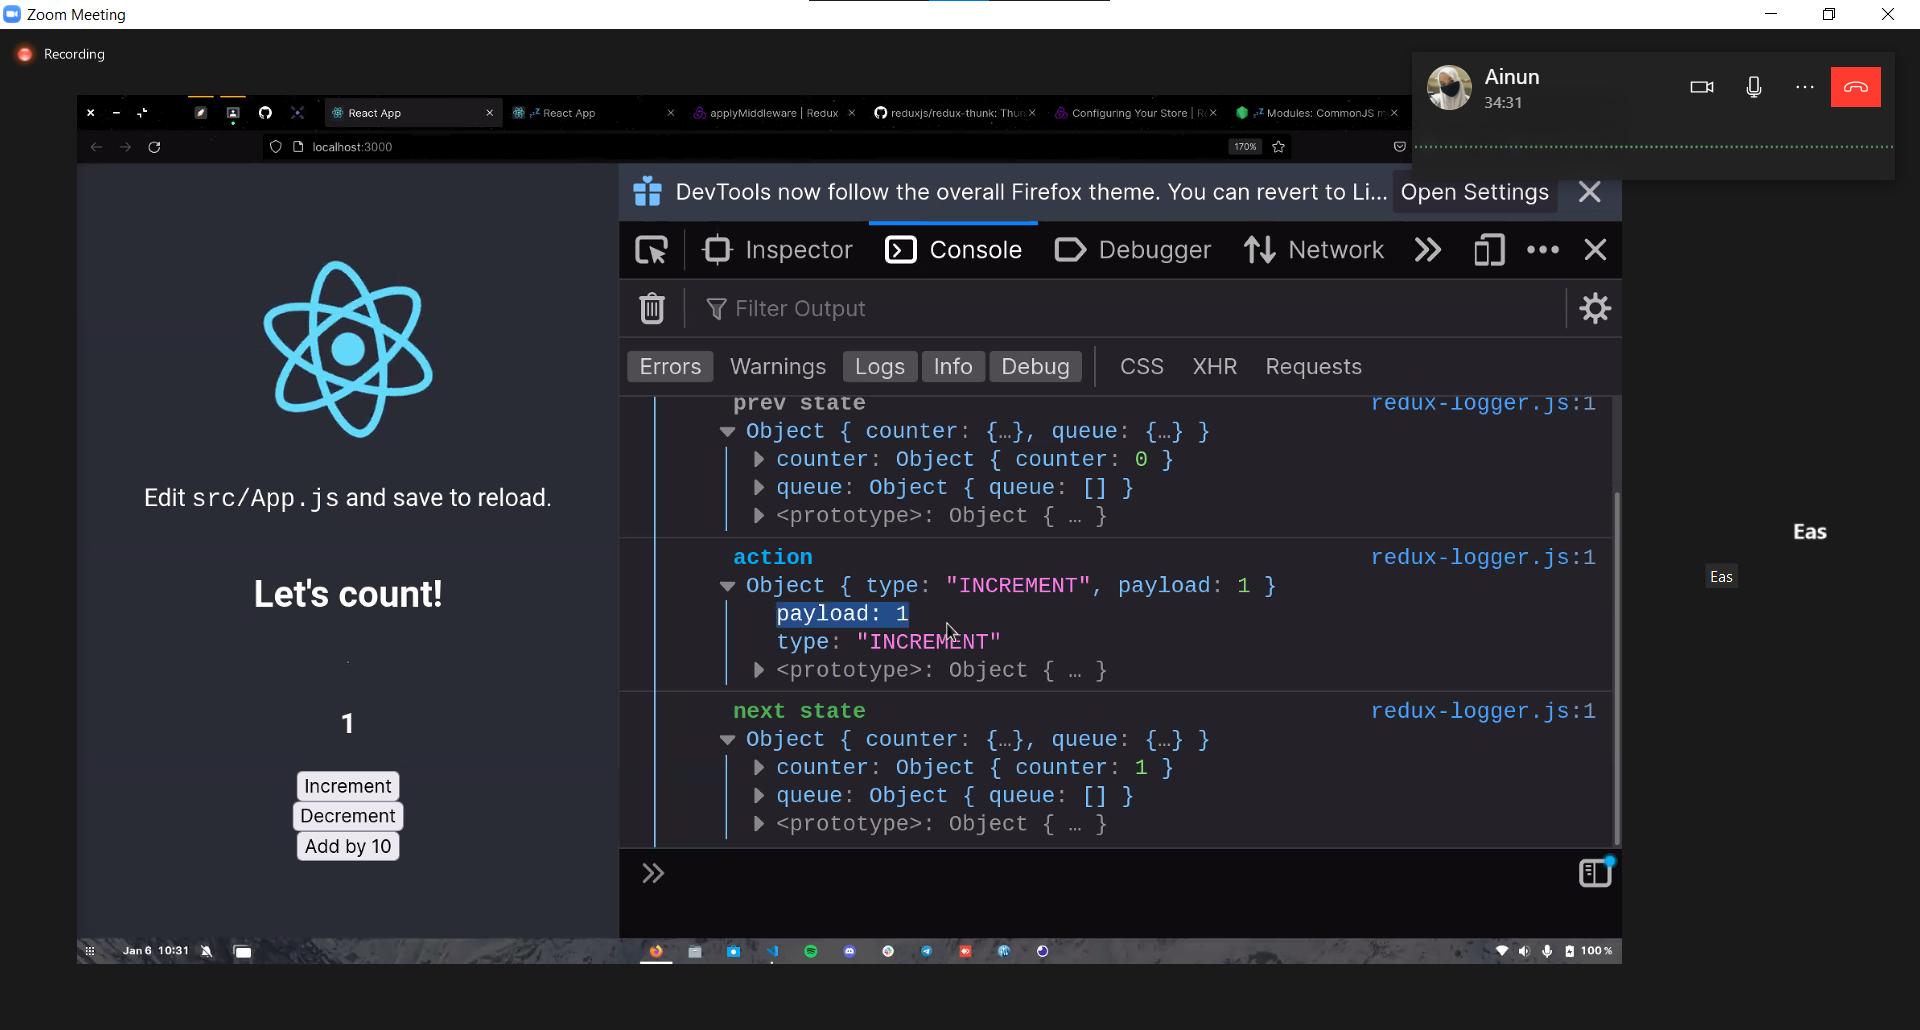 Zoom Meeting
Recording
Ainun
34:31
React App
React App
applyMiddleware | Redux
reduxjs/redux-thunk: Thun
Configuring Your Store | R
Modules: CommonJS m
localhost:3000
170%
DevTools now follow the overall Firefox theme. You can revert to Li... Open Settings
Inspector Console Debugger Network
Filter Output
Errors Warnings Logs Info Debug CSS XHR Requests
prev state redux-logger.js:1
Object { counter: {…}, queue: {…} }
counter: Object { counter: 0 }
queue: Object { queue: [] }
<prototype>: Object { … }
action redux-logger.js:1
Object { type: "INCREMENT", payload: 1 }
payload: 1
type: "INCREMENT"
<prototype>: Object { … }
next state redux-logger.js:1
Object { counter: {…}, queue: {…} }
counter: Object { counter: 1 }
queue: Object { queue: [] }
<prototype>: Object { … }
Edit src/App.js and save to reload.
Let's count!
1
Increment
Decrement
Add by 10
Eas
Eas
Jan 6 10:31
100 %